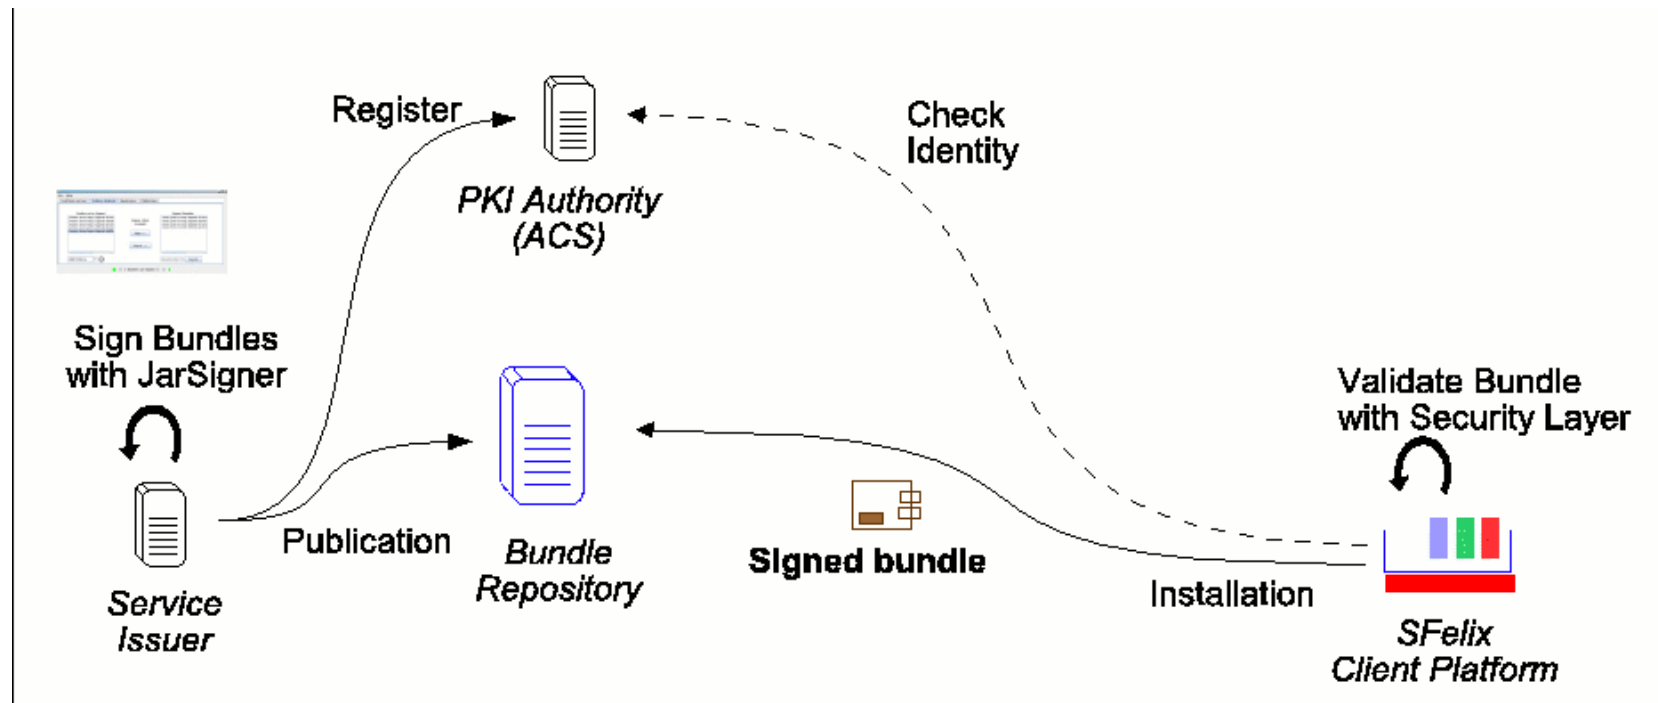 Register
Check
Identity
PKI Authority
(ACS)
Sign Bundles
with JarSigner
Validate Bundle
with Security Layer
Publication
Bundle
Repository
Signed bundle
Installation
Service
Issuer
SFelix
Client Platform